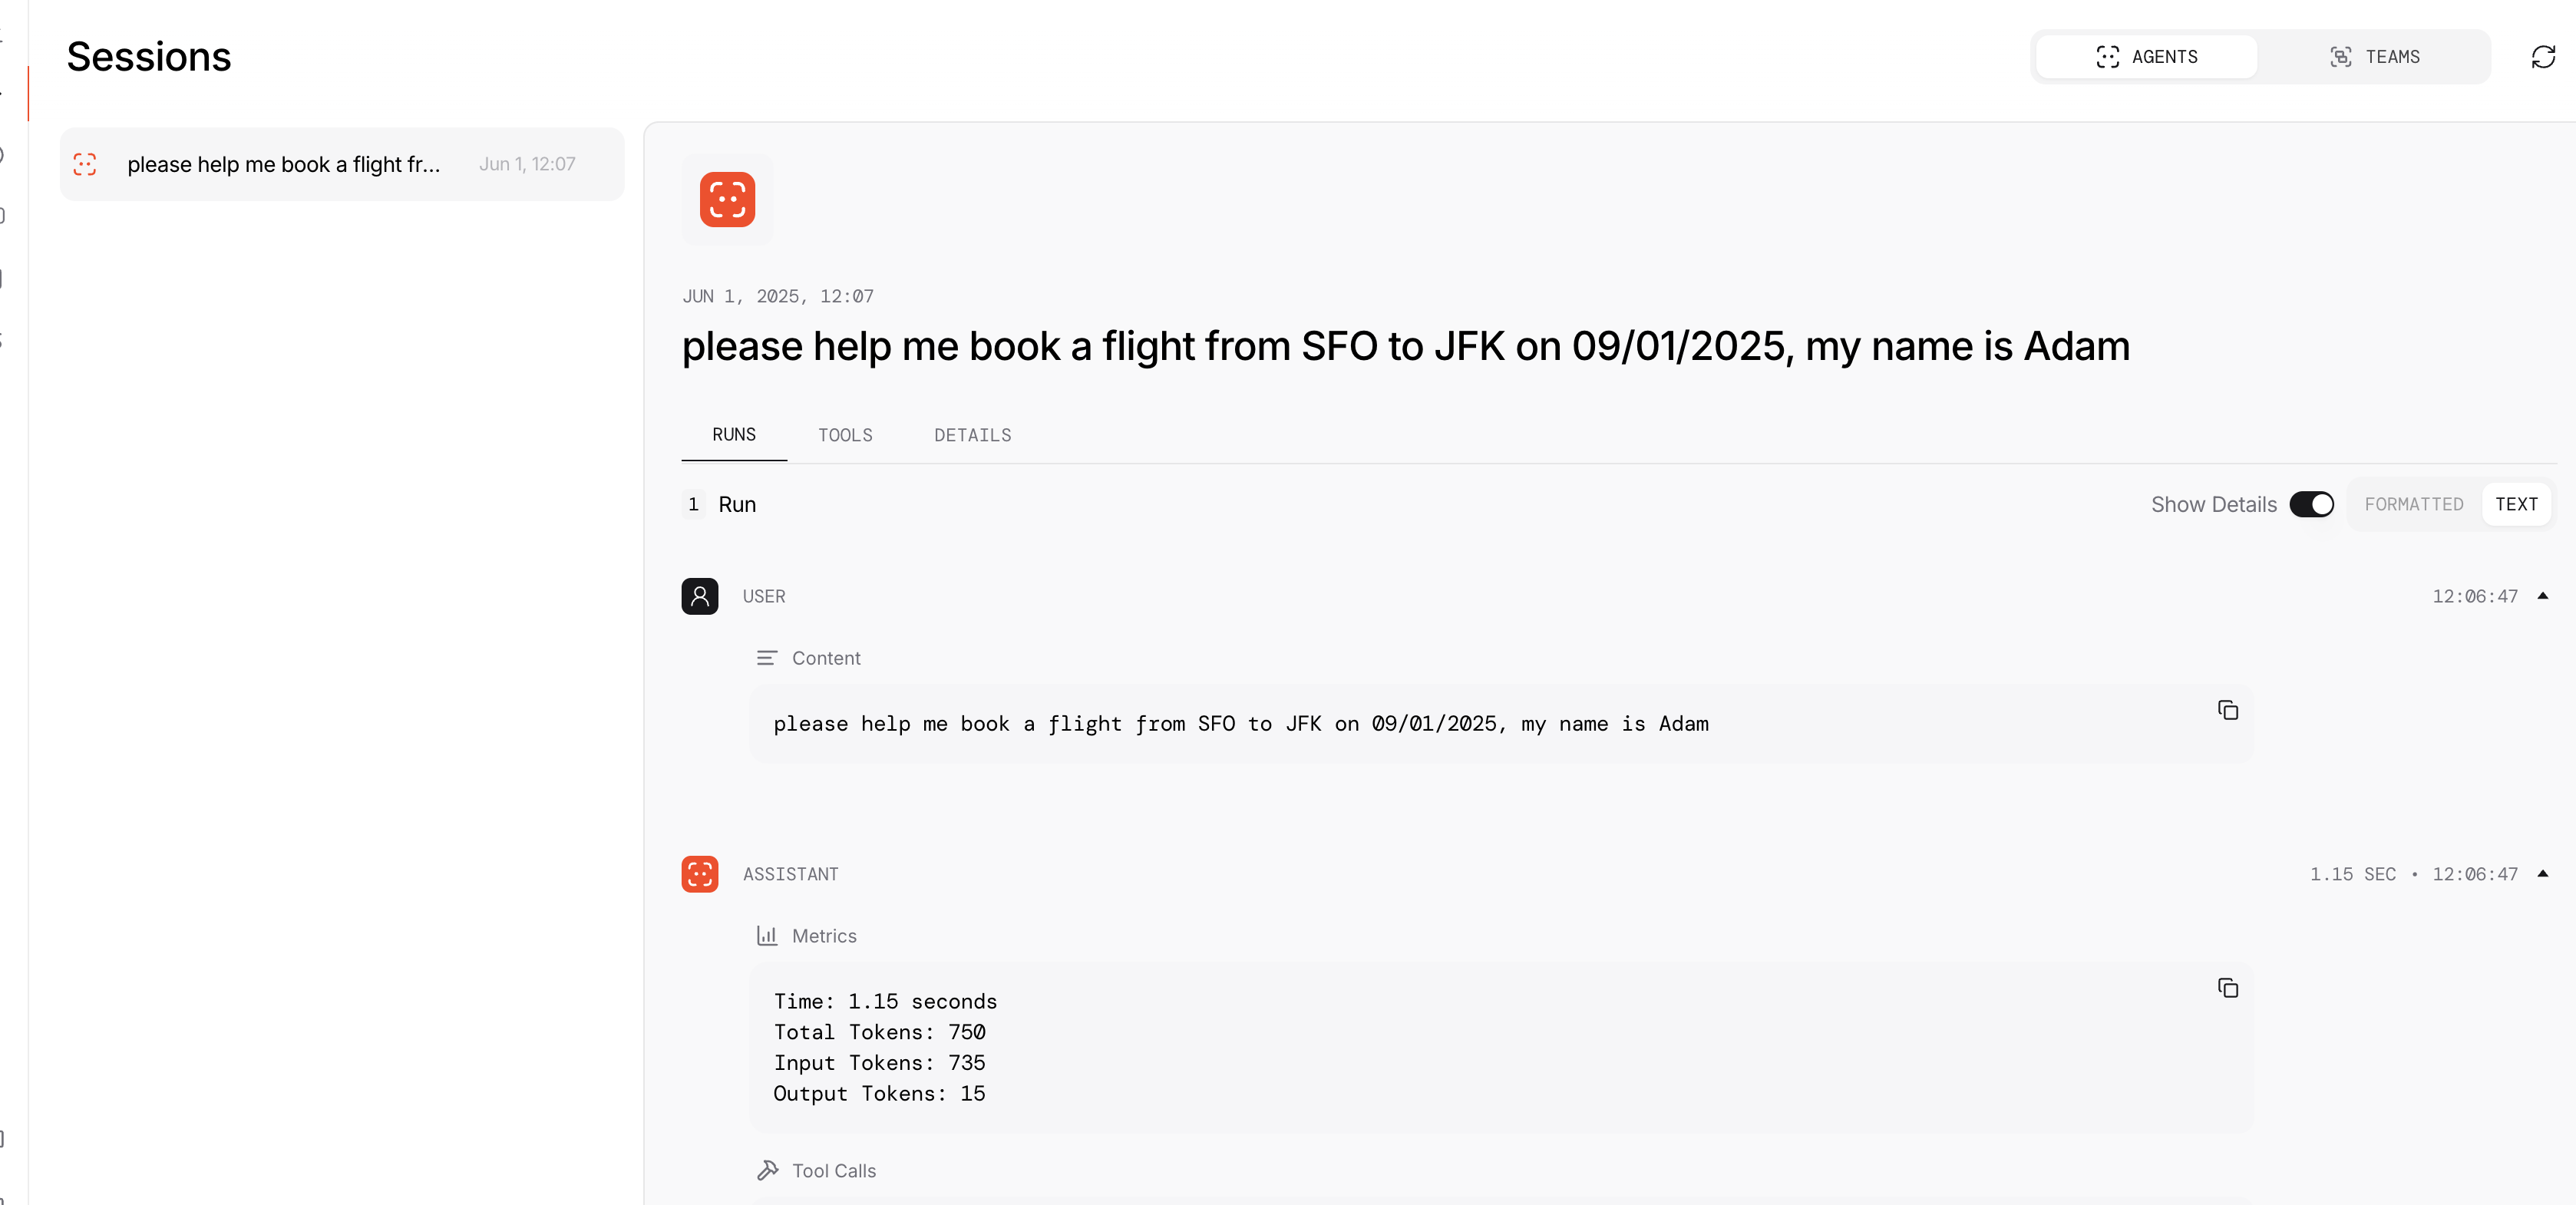 Sessions
AGENTS
TEAMS
please help me book a flight fr...
Jun 1, 12:07
JUN 1, 2025, 12:07
please help me book a flight from SFO to JFK on 09/01/2025, my name is Adam
RUNS
TOOLS
DETAILS
1 Run
Show Details
FORMATTED
TEXT
USER
12:06:47
Content
please help me book a flight from SFO to JFK on 09/01/2025, my name is Adam
ASSISTANT
1.15 SEC • 12:06:47
Metrics
Time: 1.15 seconds
Total Tokens: 750
Input Tokens: 735
Output Tokens: 15
Tool Calls